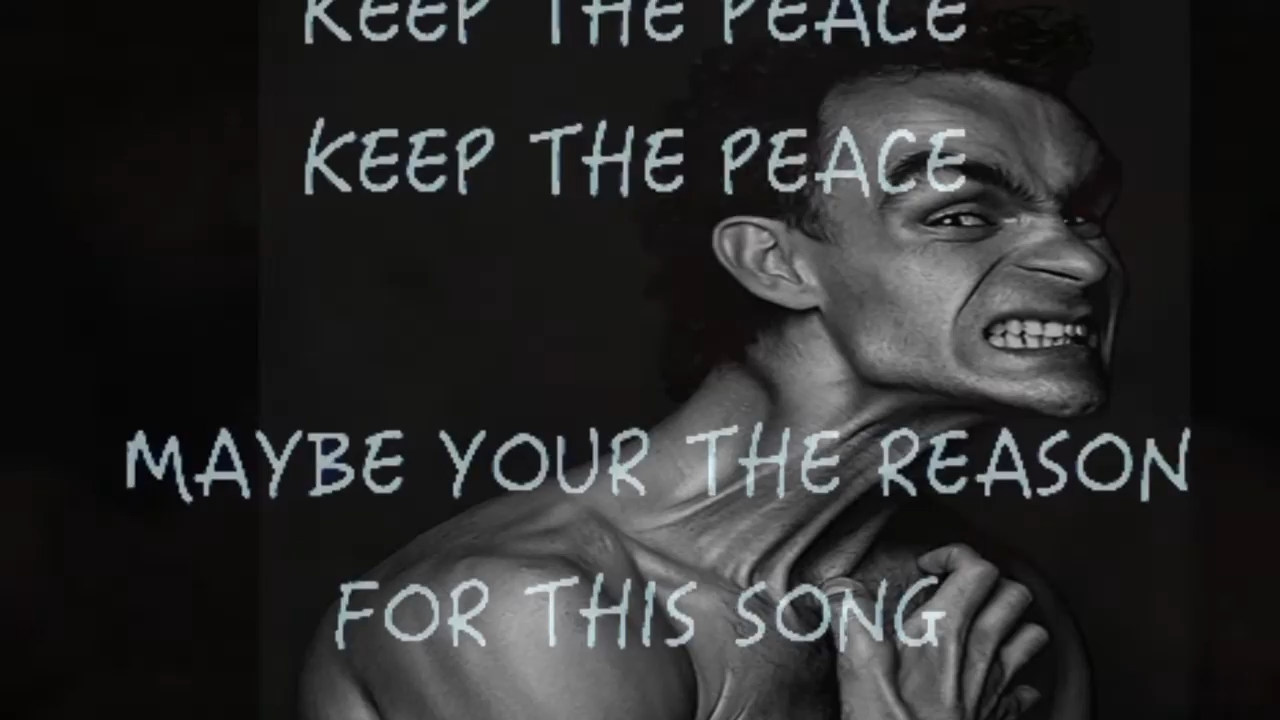 KEEP THE PEACE
KEEP THE PEACE
MAYBE YOUR THE REASON
FOR THIS SONG